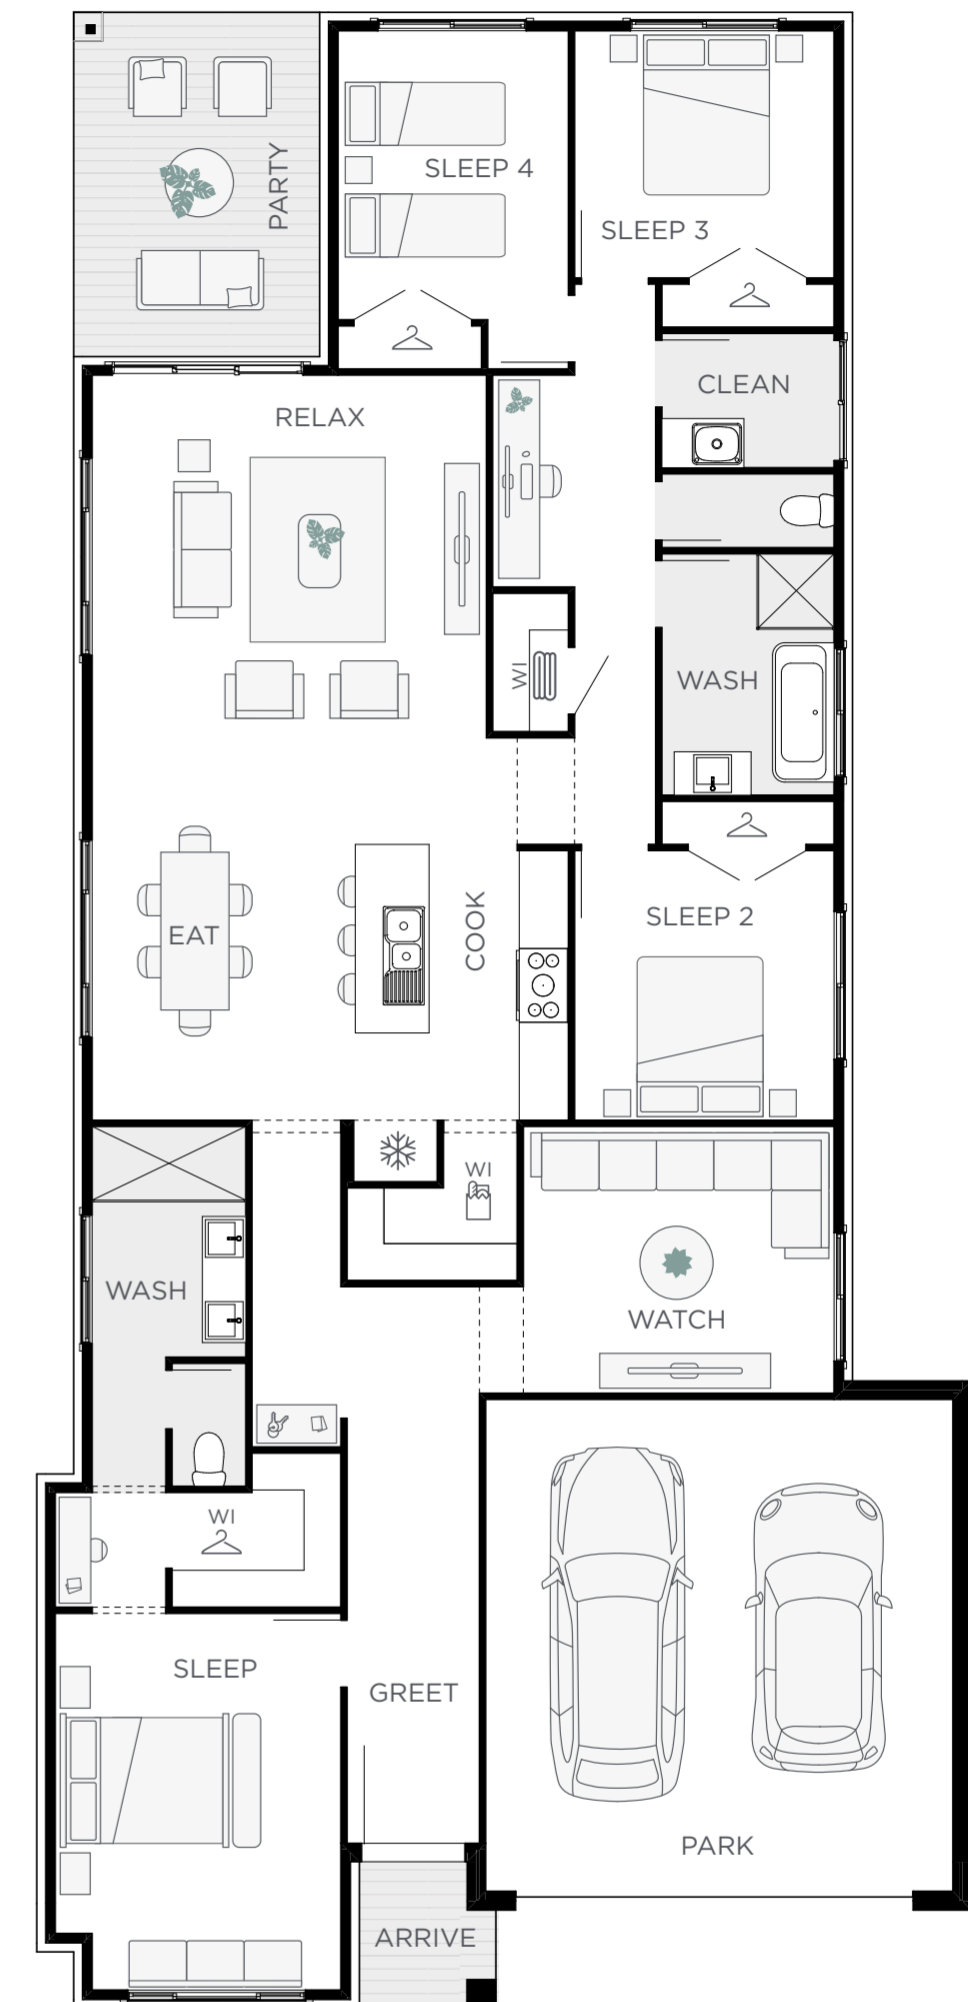 PARTY
SLEEP 4
SLEEP 3
CLEAN
RELAX
WI
WASH
SLEEP 2
COOK
EAT
WI
WASH
WATCH
WI
SLEEP
GREET
PARK
ARRIVE